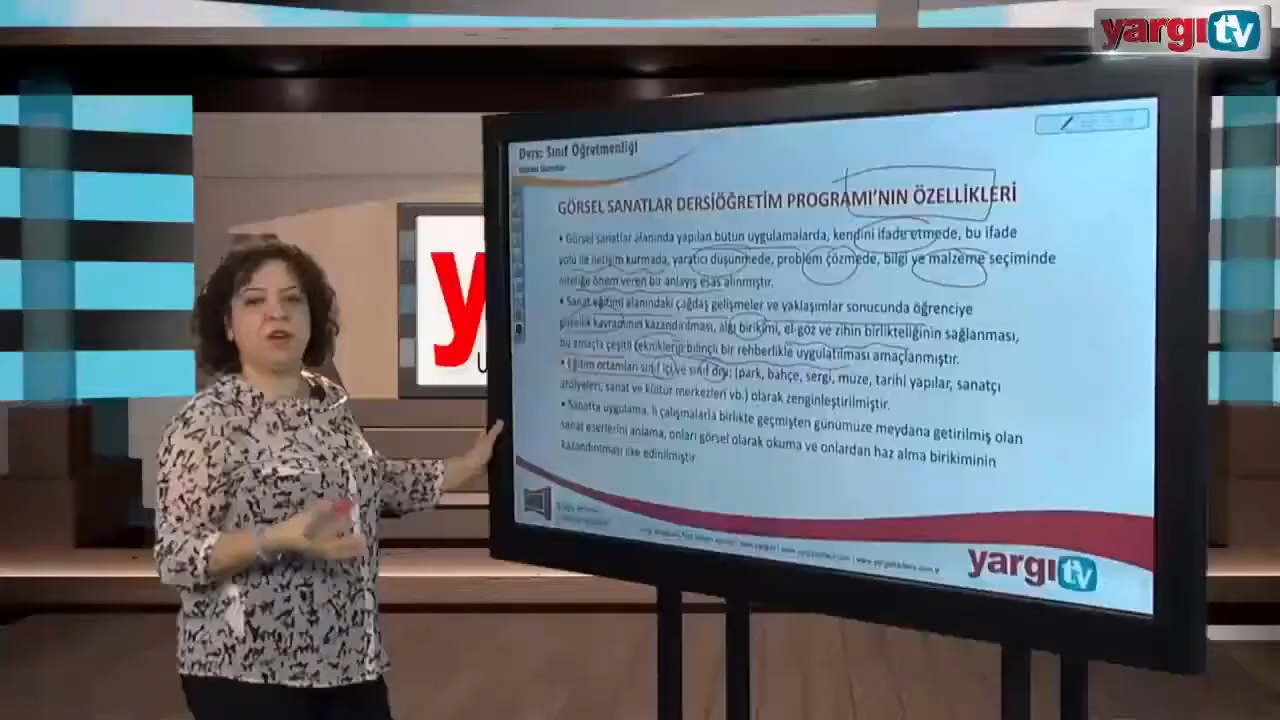 yargı tv
Ders: Sınıf Öğretmenliği
GÖRSEL SANATLAR DERSİÖĞRETİM PROGRAMI'NIN ÖZELLİKLERİ
• Görsel sanatlar alanında yapılan bütün uygulamalarda, kendini ifade etmede, bu ifade
yolu ile iletişim kurmada, yaratıcı düşünmede, problem çözmede, bilgi ve malzeme seçiminde
niteliğe önem veren bir anlayış esas alınmıştır.
• Sanat eğitimi alanındaki çağdaş gelişmeler ve yaklaşımlar sonucunda öğrenciye
güzellik kavramının kazandırılması, algı birikimi, el-göz ve zihin birlikteliğinin sağlanması,
bu amaçla çeşitli tekniklerin bilinçli bir rehberlikle uygulatılması amaçlanmıştır.
• Eğitim ortamları sınıf içi ve sınıf dışı; (park, bahçe, sergi, müze, tarihi yapılar, sanatçı
atölyeleri, sanat ve kültür merkezleri vb.) olarak zenginleştirilmiştir.
• Sanatta uygulama, lı çalışmalarla birlikte geçmişten günümüze meydana getirilmiş olan
sanat eserlerini anlama, onları görsel olarak okuma ve onlardan haz alma birikiminin
kazandırılması ilke edinilmiştir
yargı tv